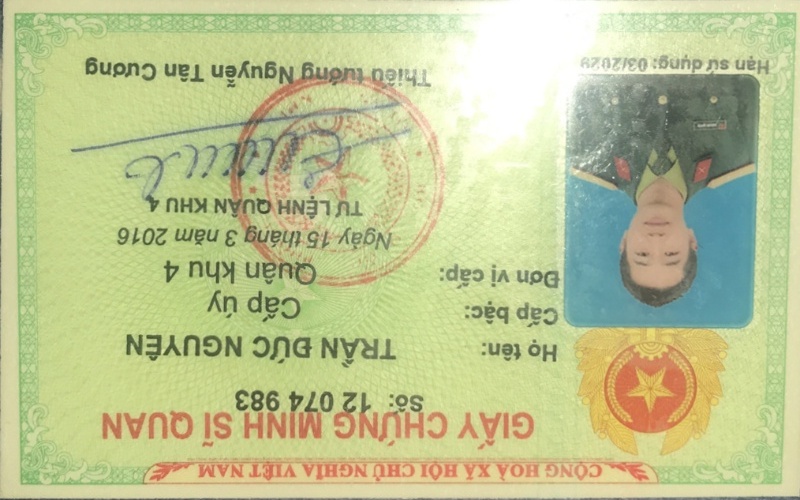 CỘNG HOÀ XÃ HỘI CHỦ NGHĨA VIỆT NAM
GIẤY CHỨNG MINH SĨ QUAN
Số: 12 074 983
Họ tên: TRẦN ĐỨC NGUYÊN
Cấp bậc: Cấp úy
Đơn vị cấp: Quân khu 4
Ngày 15 tháng 3 năm 2016
TƯ LỆNH QUÂN KHU 4
Thiếu tướng Nguyễn Tân Cương
Hạn sử dụng: 03/2029